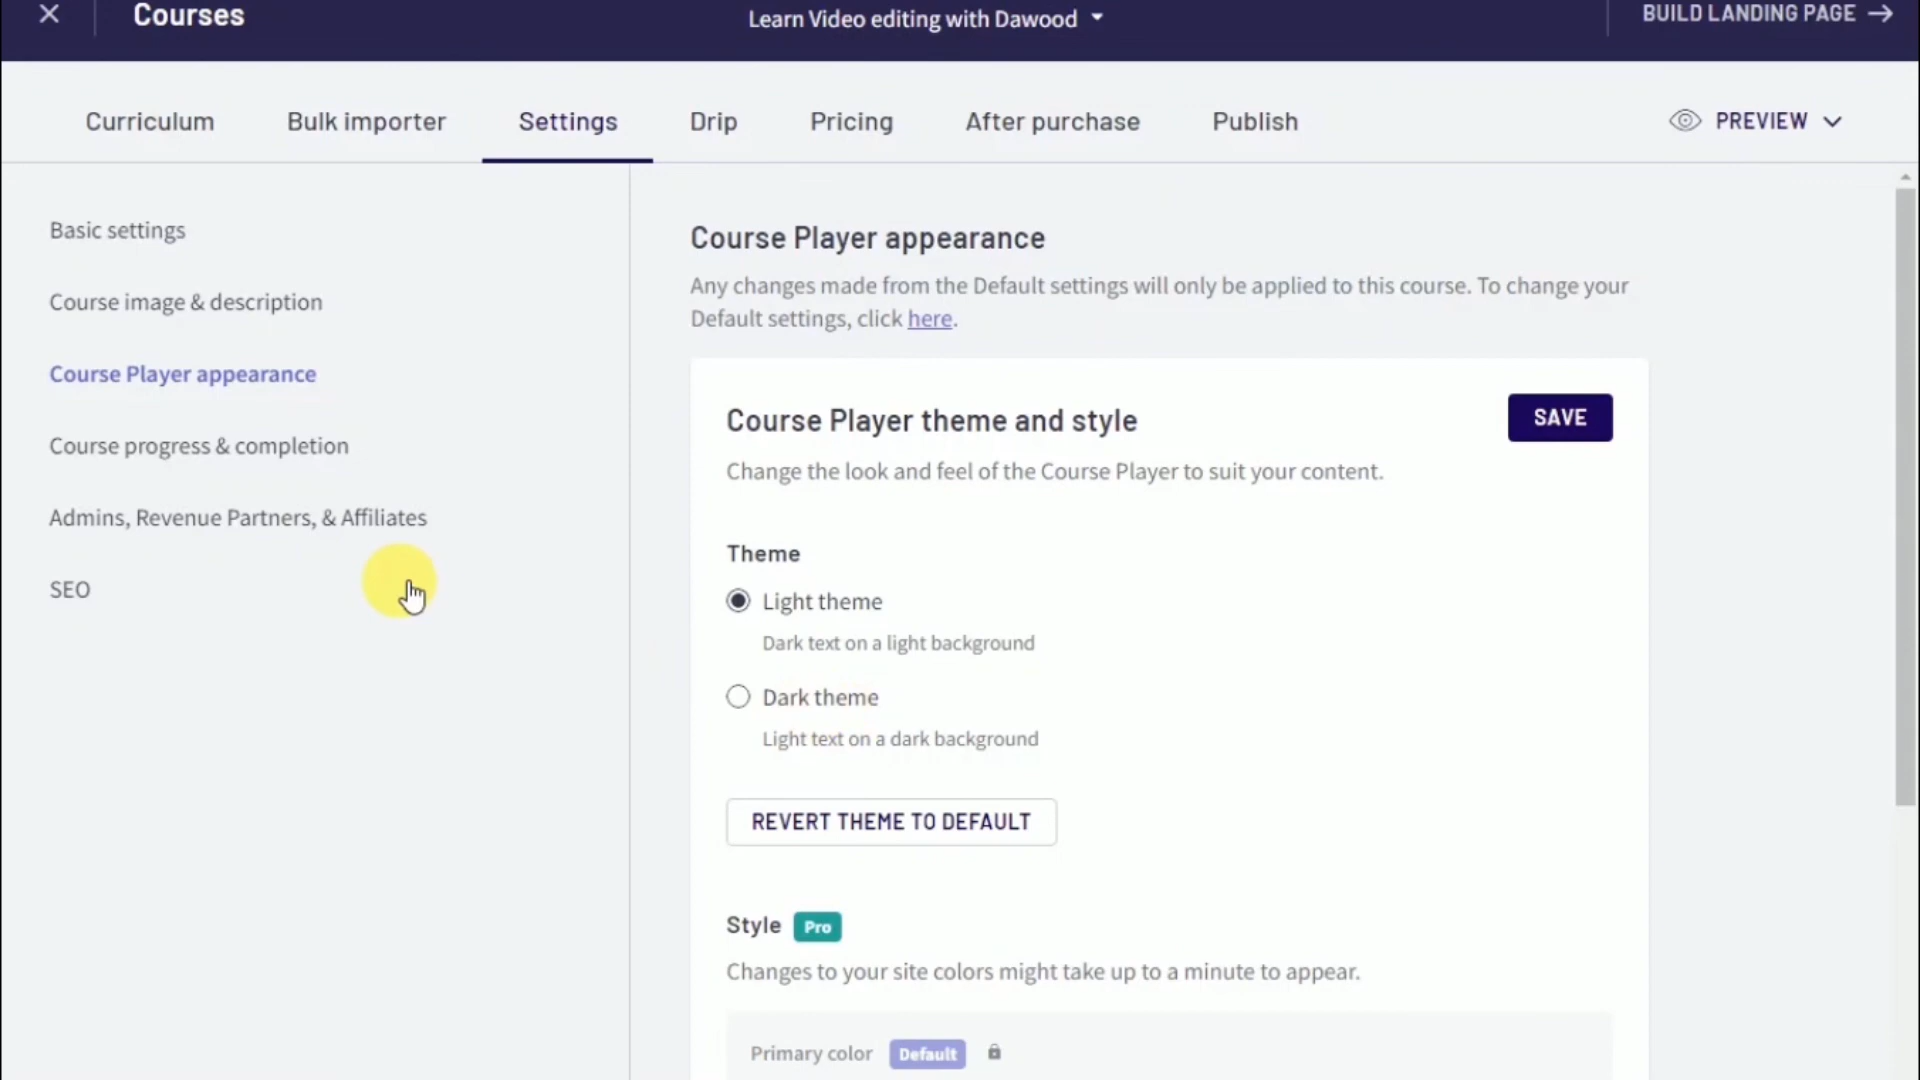 Courses
Learn Video editing with Dawood
BUILD LANDING PAGE
Curriculum
Bulk importer
Settings
Drip
Pricing
After purchase
Publish
PREVIEW
Basic settings
Course image & description
Course Player appearance
Course progress & completion
Admins, Revenue Partners, & Affiliates
SEO
Course Player appearance
Any changes made from the Default settings will only be applied to this course. To change your
Default settings, click here.
Course Player theme and style
SAVE
Change the look and feel of the Course Player to suit your content.
Theme
Light theme
Dark text on a light background
Dark theme
Light text on a dark background
REVERT THEME TO DEFAULT
Style Pro
Changes to your site colors might take up to a minute to appear.
Primary color Default